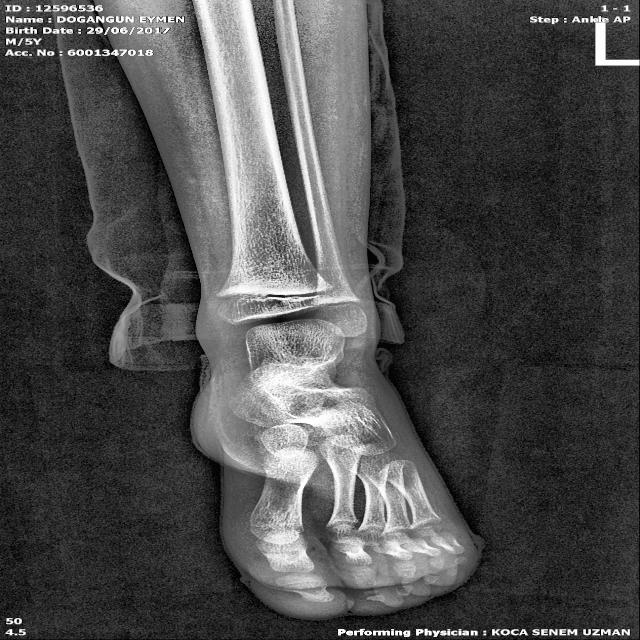 ID : 12596536
Name : DOGANGUN EYMEN
Birth Date : 29/06/2017
M/5Y
Acc. No : 6001347018
1 - 1
Step : Ankle AP
L
50
4.5
Performing Physician : KOCA SENEM UZMAN